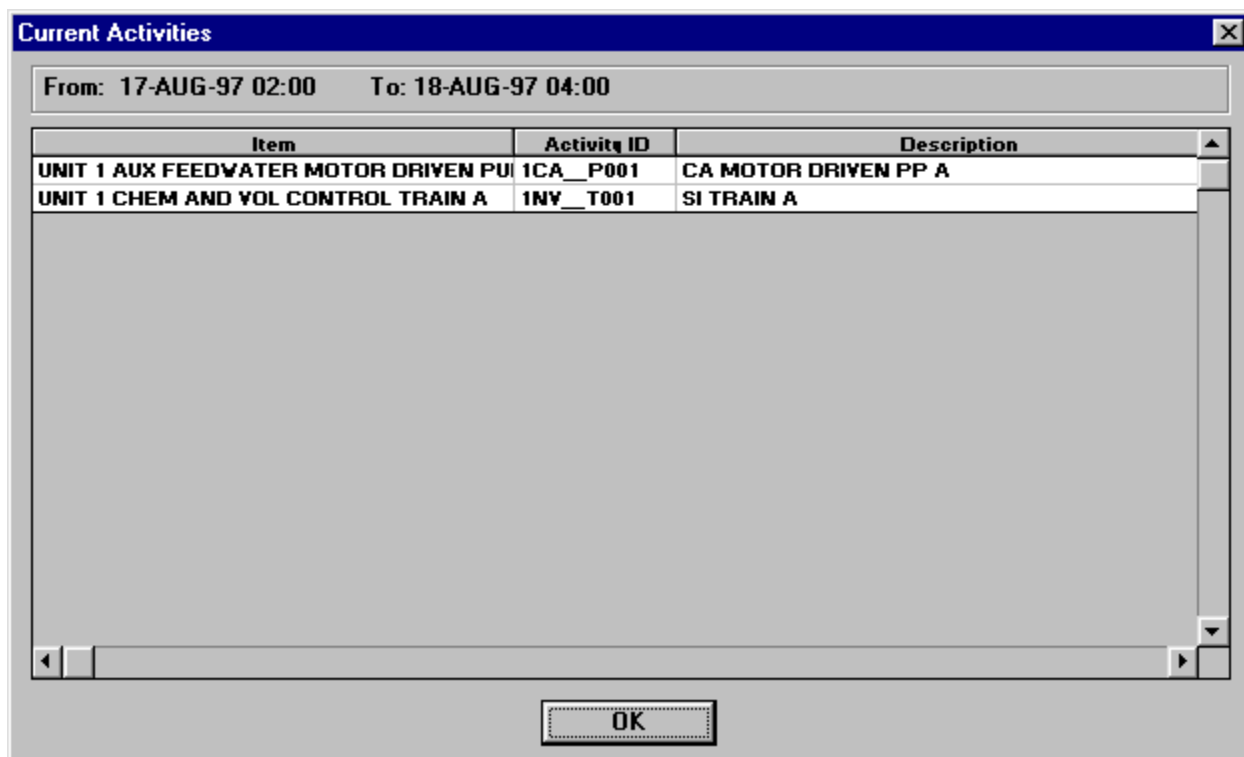 Current Activities
From: 17-AUG-97 02:00 To: 18-AUG-97 04:00
Item Activity ID Description
UNIT 1 AUX FEEDWATER MOTOR DRIVEN PU 1CA__P001 CA MOTOR DRIVEN PP A
UNIT 1 CHEM AND VOL CONTROL TRAIN A 1NV__T001 SI TRAIN A
OK